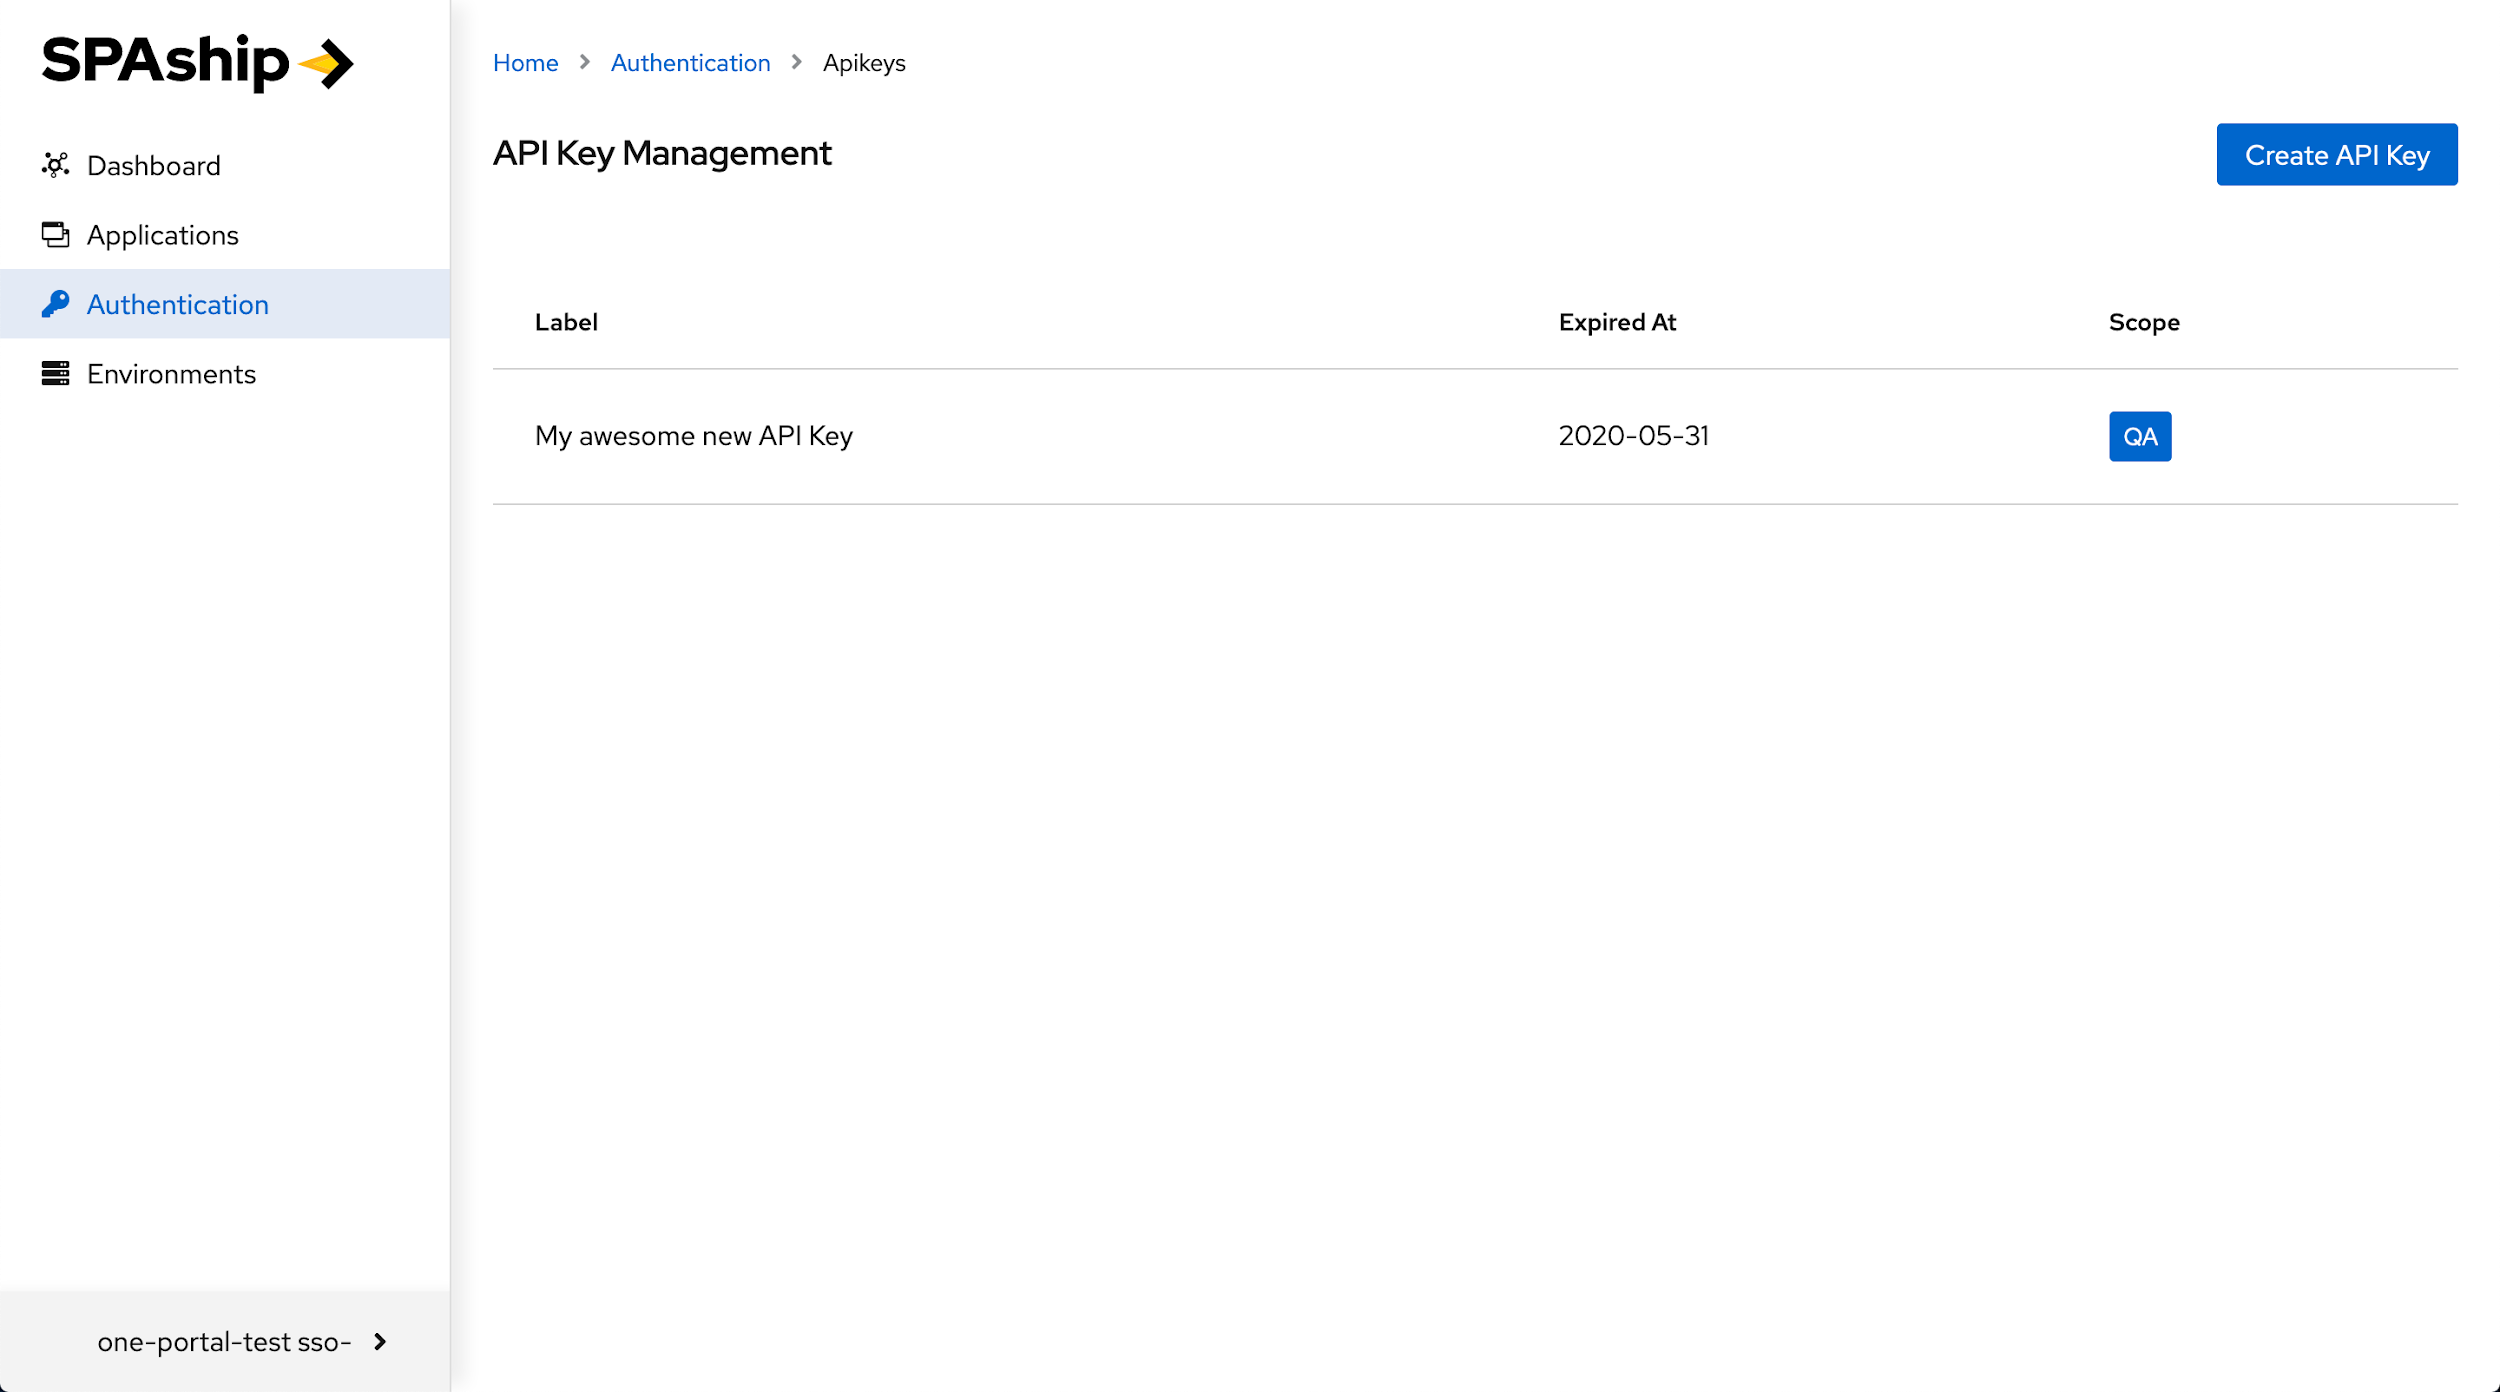 SPAship
Dashboard
Applications
Authentication
Environments
one-portal-test sso-
Home > Authentication > Apikeys
API Key Management
Create API Key
Label Expired At Scope
My awesome new API Key 2020-05-31 QA